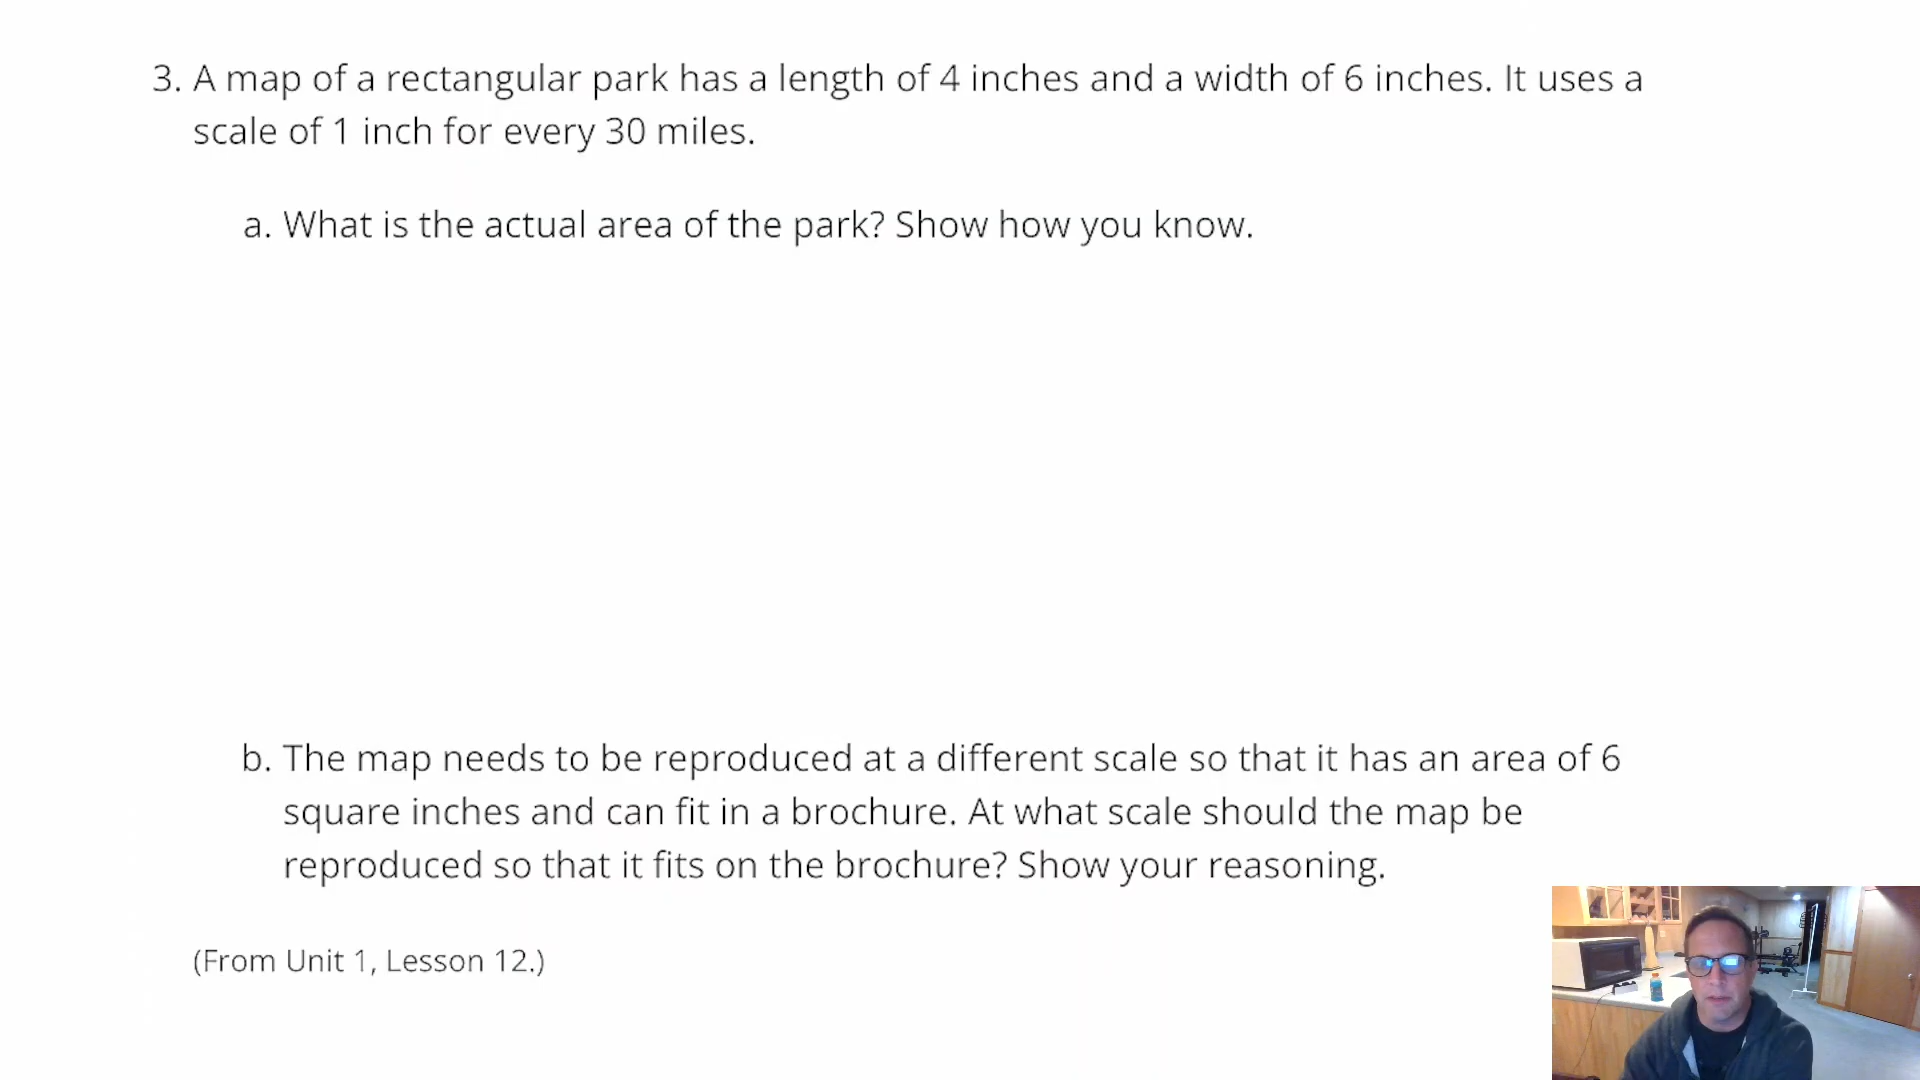 3. A map of a rectangular park has a length of 4 inches and a width of 6 inches. It uses a
scale of 1 inch for every 30 miles.
a. What is the actual area of the park? Show how you know.
b. The map needs to be reproduced at a different scale so that it has an area of 6
square inches and can fit in a brochure. At what scale should the map be
reproduced so that it fits on the brochure? Show your reasoning.
(From Unit 1, Lesson 12.)